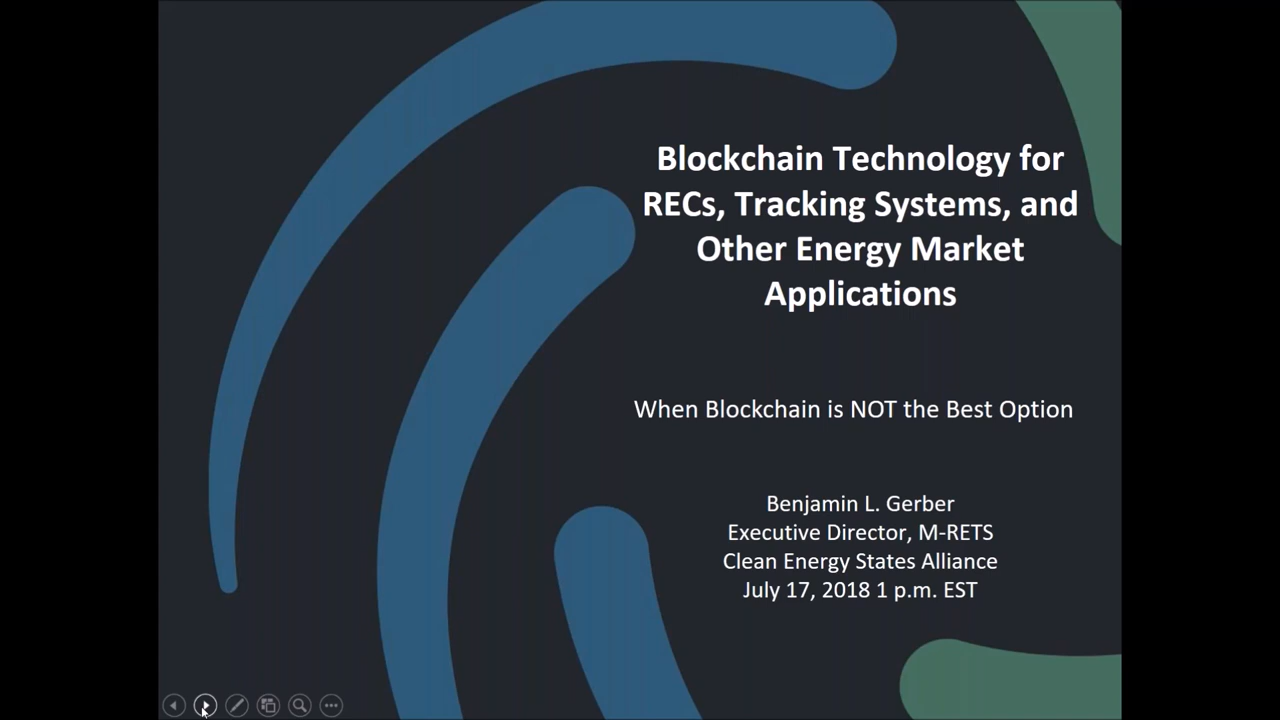 Blockchain Technology for
RECs, Tracking Systems, and
Other Energy Market
Applications
When Blockchain is NOT the Best Option
Benjamin L. Gerber
Executive Director, M-RETS
Clean Energy States Alliance
July 17, 2018 1 p.m. EST